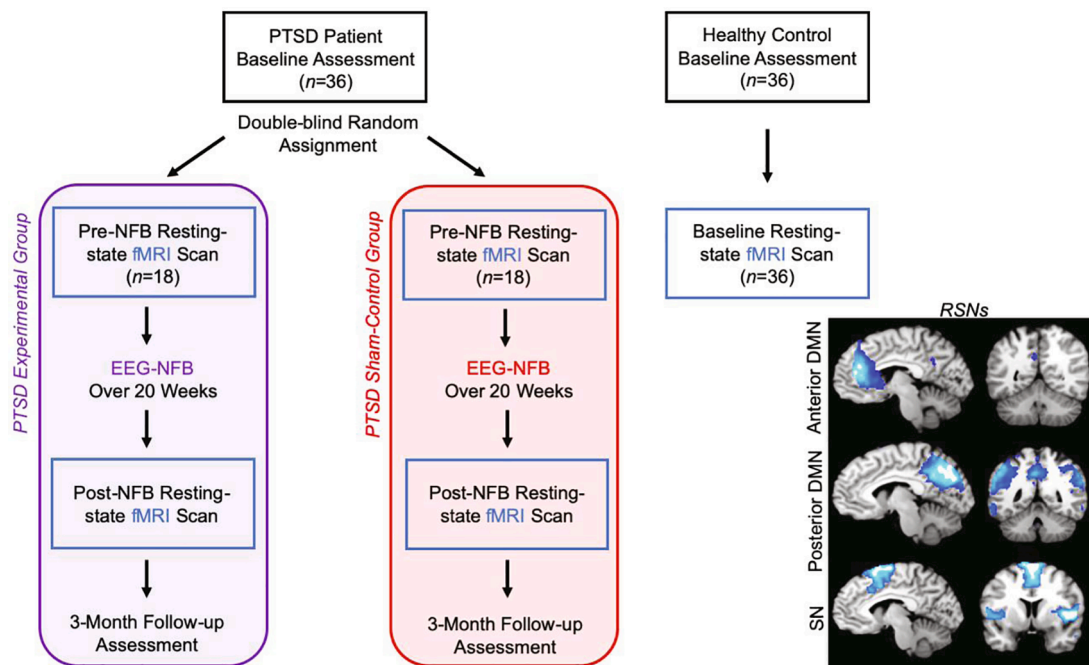 PTSD Patient
Baseline Assessment
(n=36)
Healthy Control
Baseline Assessment
(n=36)
Double-blind Random
Assignment
PTSD Experimental Group
Pre-NFB Resting-
state fMRI Scan
(n=18)
EEG-NFB
Over 20 Weeks
Post-NFB Resting-
state fMRI Scan
3-Month Follow-up
Assessment
PTSD Sham-Control Group
Pre-NFB Resting-
state fMRI Scan
(n=18)
EEG-NFB
Over 20 Weeks
Post-NFB Resting-
state fMRI Scan
3-Month Follow-up
Assessment
Baseline Resting-
state fMRI Scan
(n=36)
RSNs
Anterior DMN
Posterior DMN
SN